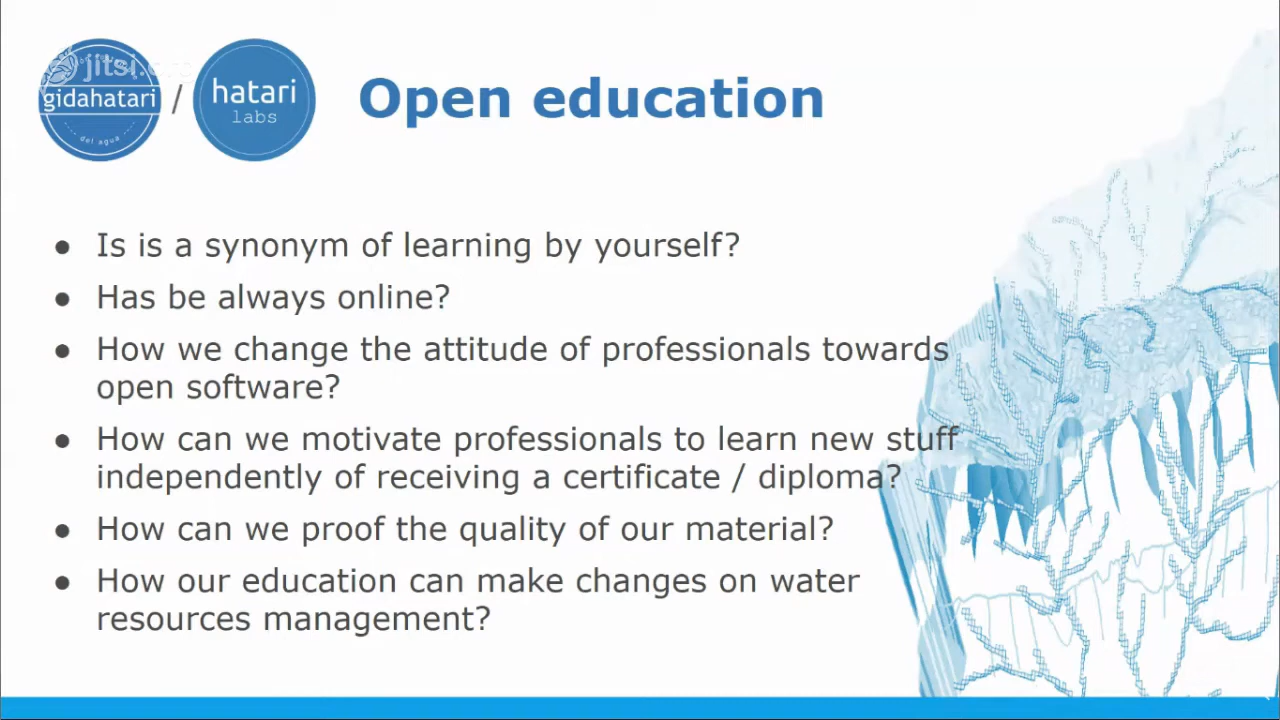 jitsi.org
gidahatari
del agua
/
hatari
labs
Open education
● Is is a synonym of learning by yourself?
● Has be always online?
● How we change the attitude of professionals towards
open software?
● How can we motivate professionals to learn new stuff
independently of receiving a certificate / diploma?
● How can we proof the quality of our material?
● How our education can make changes on water
resources management?